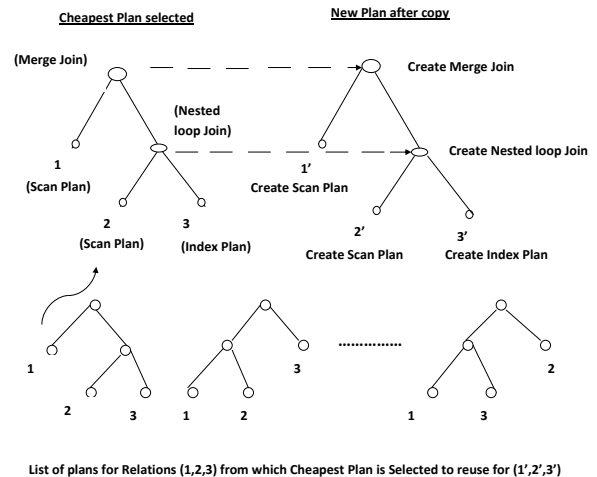 Cheapest Plan selected
New Plan after copy
(Merge Join)
Create Merge Join
(Nested
loop Join)
Create Nested loop Join
1
(Scan Plan)
1’
Create Scan Plan
2
(Scan Plan)
3
(Index Plan)
2’
Create Scan Plan
3’
Create Index Plan
1
2
3
1
2
3
…………...
1
3
2
List of plans for Relations (1,2,3) from which Cheapest Plan is Selected to reuse for (1’,2’,3’)